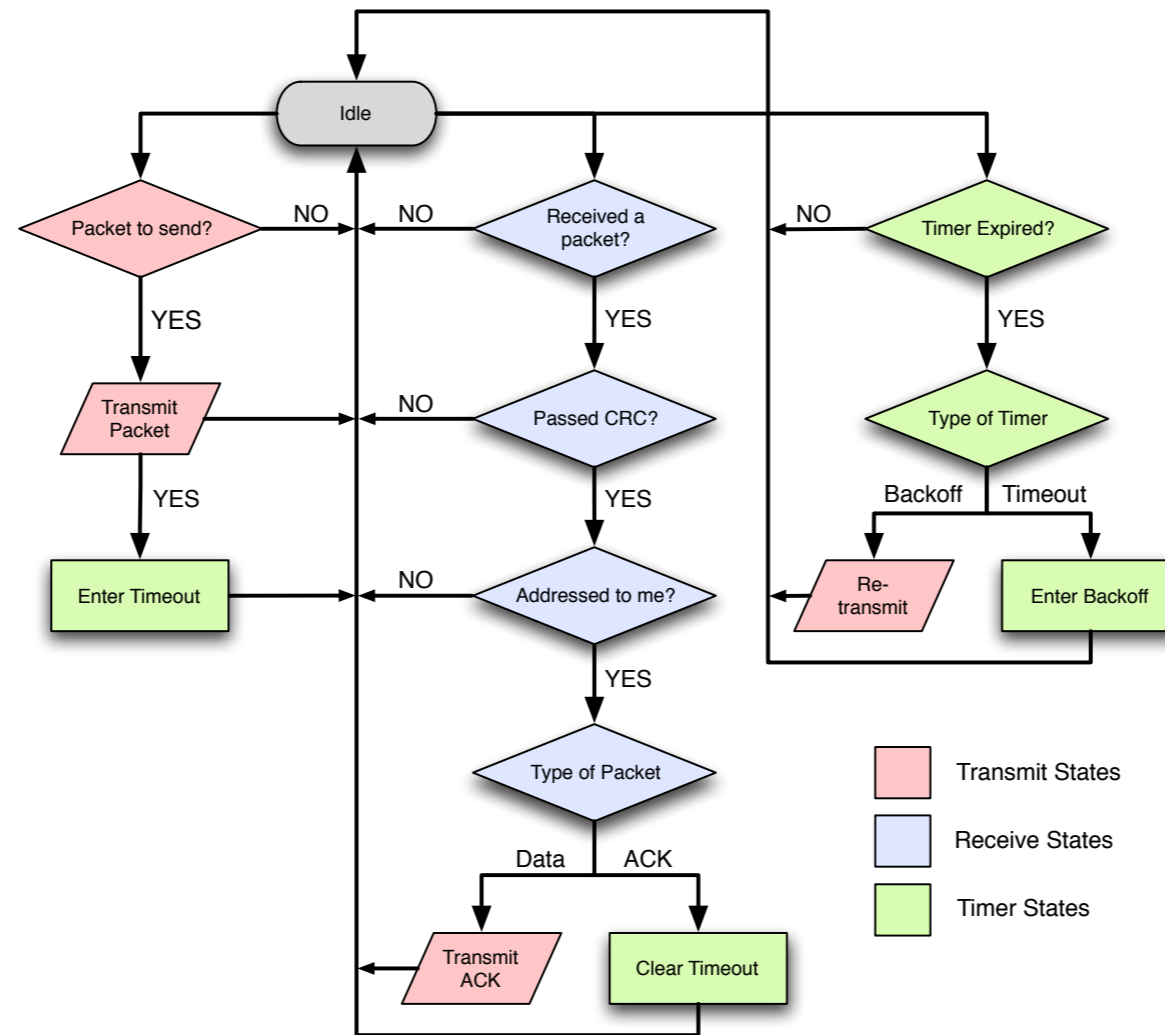 Idle
Packet to send?
NO
NO
Received a
packet?
NO
Timer Expired?
YES
YES
YES
Transmit
Packet
NO
Passed CRC?
Type of Timer
YES
YES
Backoff
Timeout
Enter Timeout
NO
Addressed to me?
Re-
transmit
Enter Backoff
YES
Type of Packet
Transmit States
Receive States
Data
ACK
Timer States
Transmit
ACK
Clear Timeout